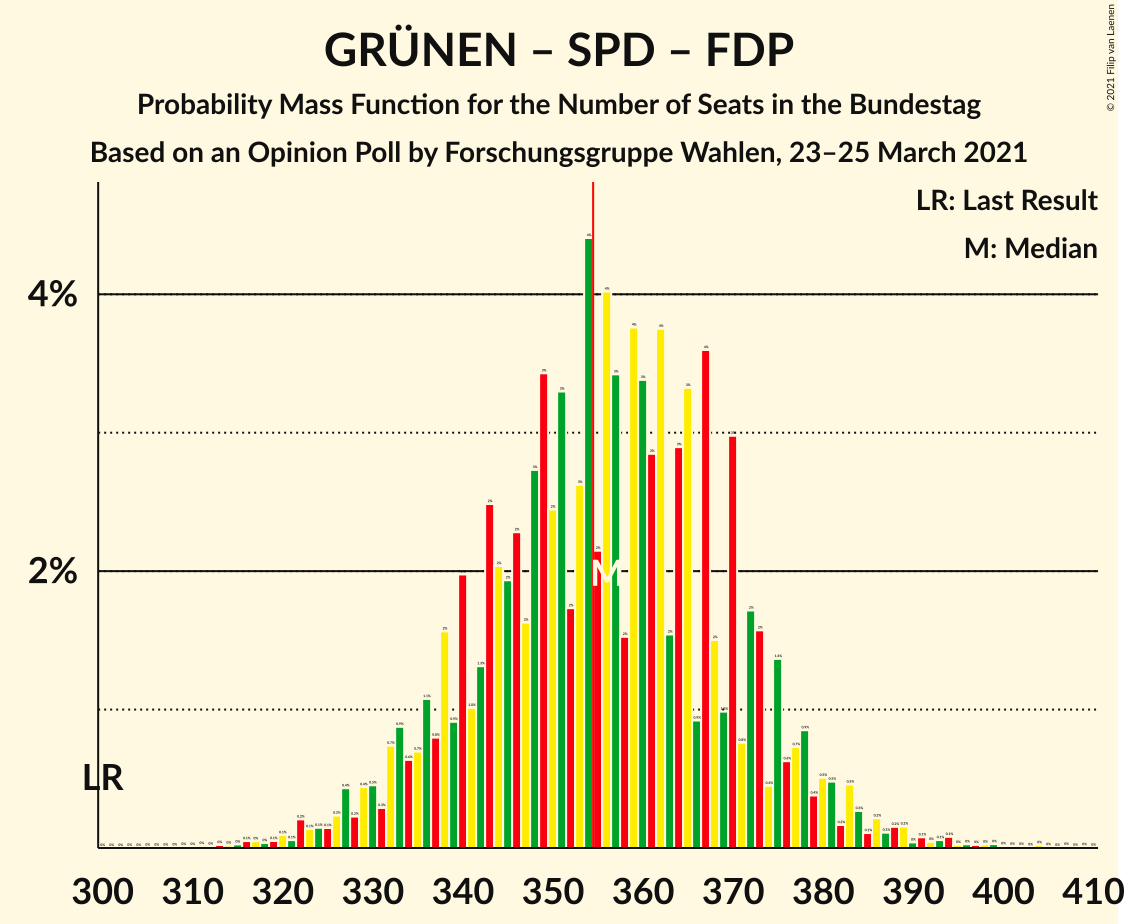 GRÜNEN – SPD – FDP
Probability Mass Function for the Number of Seats in the Bundestag
Based on an Opinion Poll by Forschungsgruppe Wahlen, 23–25 March 2021
© 2021 Filip van Laenen
LR: Last Result
M: Median
4%
2%
M
LR
300 310 320 330 340 350 360 370 380 390 400 410